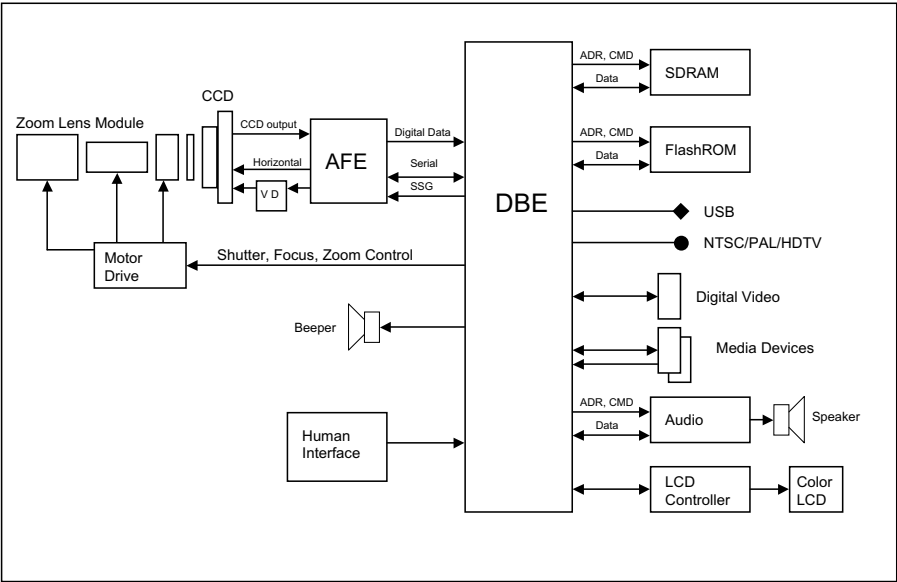 Zoom Lens Module
CCD
CCD output
Horizontal
V D
AFE
Digital Data
Serial
SSG
Motor
Drive
Shutter, Focus, Zoom Control
Beeper
Human
Interface
DBE
ADR, CMD
Data
SDRAM
ADR, CMD
Data
FlashROM
USB
NTSC/PAL/HDTV
Digital Video
Media Devices
ADR, CMD
Data
Audio
Speaker
LCD
Controller
Color
LCD